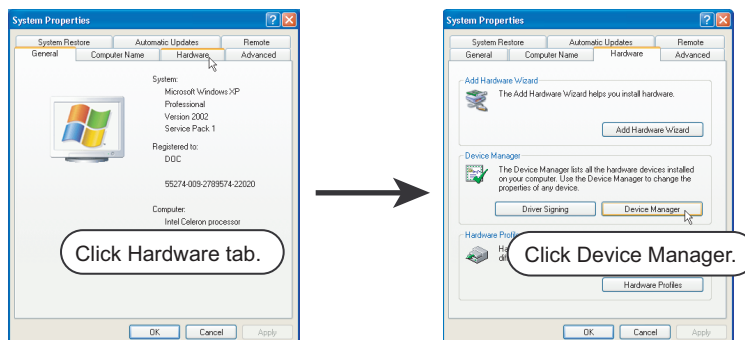 System Properties
System Restore Automatic Updates Remote
General Computer Name Hardware Advanced
System:
Microsoft Windows XP
Professional
Version 2002
Service Pack 1
Registered to:
DOC
55274-009-2789574-22020
Computer:
Intel Celeron processor
Click Hardware tab.
OK Cancel Apply
System Properties
System Restore Automatic Updates Remote
General Computer Name Hardware Advanced
Add Hardware Wizard
The Add Hardware Wizard helps you install hardware.
Add Hardware Wizard
Device Manager
The Device Manager lists all the hardware devices installed
on your computer. Use the Device Manager to change the
properties of any device.
Driver Signing Device Manager
Hardware Profiles
Click Device Manager.
Hardware Profiles
OK Cancel Apply